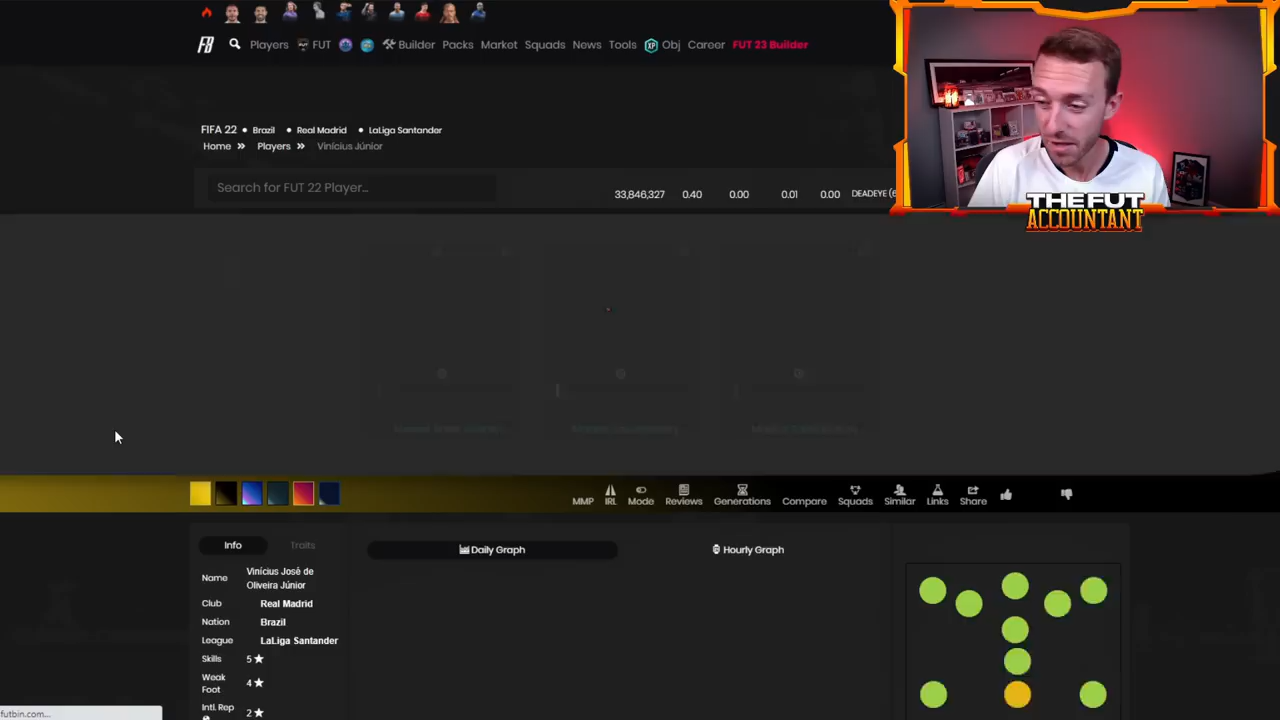 F8 Players FUT Builder Packs Market Squads News Tools XP Obj Career FUT 23 Builder
FIFA 22 • Brazil • Real Madrid • LaLiga Santander
Home » Players » Vinícius Júnior
Search for FUT 22 Player...
33,846,327 0.40 0.00 0.01 0.00 DEADEYE
THE FUT
ACCOUNTANT
MMP IRL Mode Reviews Generations Compare Squads Similar Links Share
Info Traits
Daily Graph Hourly Graph
Name Vinícius José de
Oliveira Júnior
Club Real Madrid
Nation Brazil
League LaLiga Santander
Skills 5★
Weak
Foot 4★
Intl. Rep 2★
futbin.com...